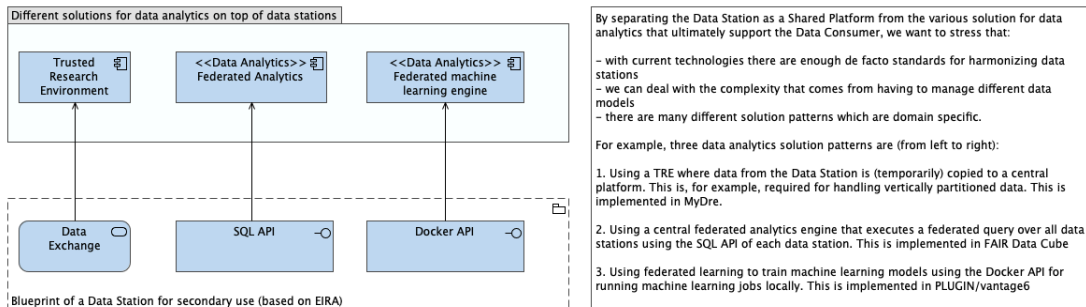 Different solutions for data analytics on top of data stations
Trusted
Research
Environment
<<Data Analytics>>
Federated Analytics
<<Data Analytics>>
Federated machine
learning engine
Data
Exchange
SQL API
Docker API
Blueprint of a Data Station for secondary use (based on EIRA)
By separating the Data Station as a Shared Platform from the various solution for data
analytics that ultimately support the Data Consumer, we want to stress that:
- with current technologies there are enough de facto standards for harmonizing data
stations
- we can deal with the complexity that comes from having to manage different data
models
- there are many different solution patterns which are domain specific.
For example, three data analytics solution patterns are (from left to right):
1. Using a TRE where data from the Data Station is (temporarily) copied to a central
platform. This is, for example, required for handling vertically partitioned data. This is
implemented in MyDre.
2. Using a central federated analytics engine that executes a federated query over all data
stations using the SQL API of each data station. This is implemented in FAIR Data Cube
3. Using federated learning to train machine learning models using the Docker API for
running machine learning jobs locally. This is implemented in PLUGIN/vantage6